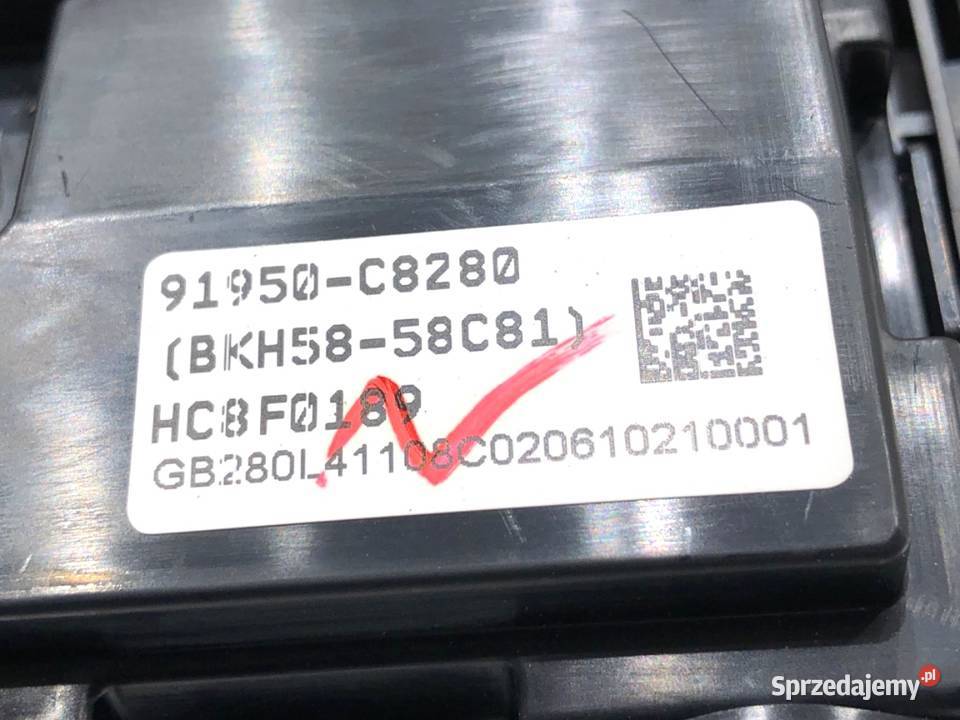 91950-C8280
(BKH58-58C81)
HC8F0189
GB280L41108C020610210001
Sprzedajemy.pl